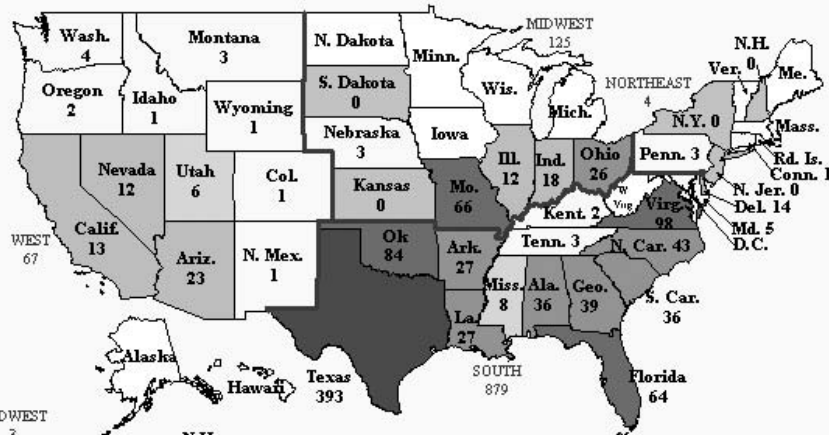 MIDWEST
125
Wash.
4
Montana
3
N. Dakota
Minn.
N.H.
0
Ver.
Me.
Oregon
2
Idaho
1
Wyoming
1
S. Dakota
0
Wis.
Mich.
NORTHEAST
4
N.Y. 0
Mass.
Nebraska
3
Iowa
Penn. 3
Rd. Is.
Conn. 1
Nevada
12
Utah
6
Col.
1
Kansas
0
Mo.
66
Ill.
12
Ind.
18
Ohio
26
W
Virg
Virg.
98
N. Jer. 0
Del. 14
Md. 5
D.C.
Kent. 2
WEST
67
Calif.
13
Ariz.
23
N. Mex.
1
Ok
84
Ark.
27
Tenn. 3
N. Car. 43
S. Car.
36
Miss.
8
Ala.
36
Geo.
39
La.
27
Alaska
Hawaii
Texas
393
SOUTH
879
Florida
64
DWEST
3
N.H.